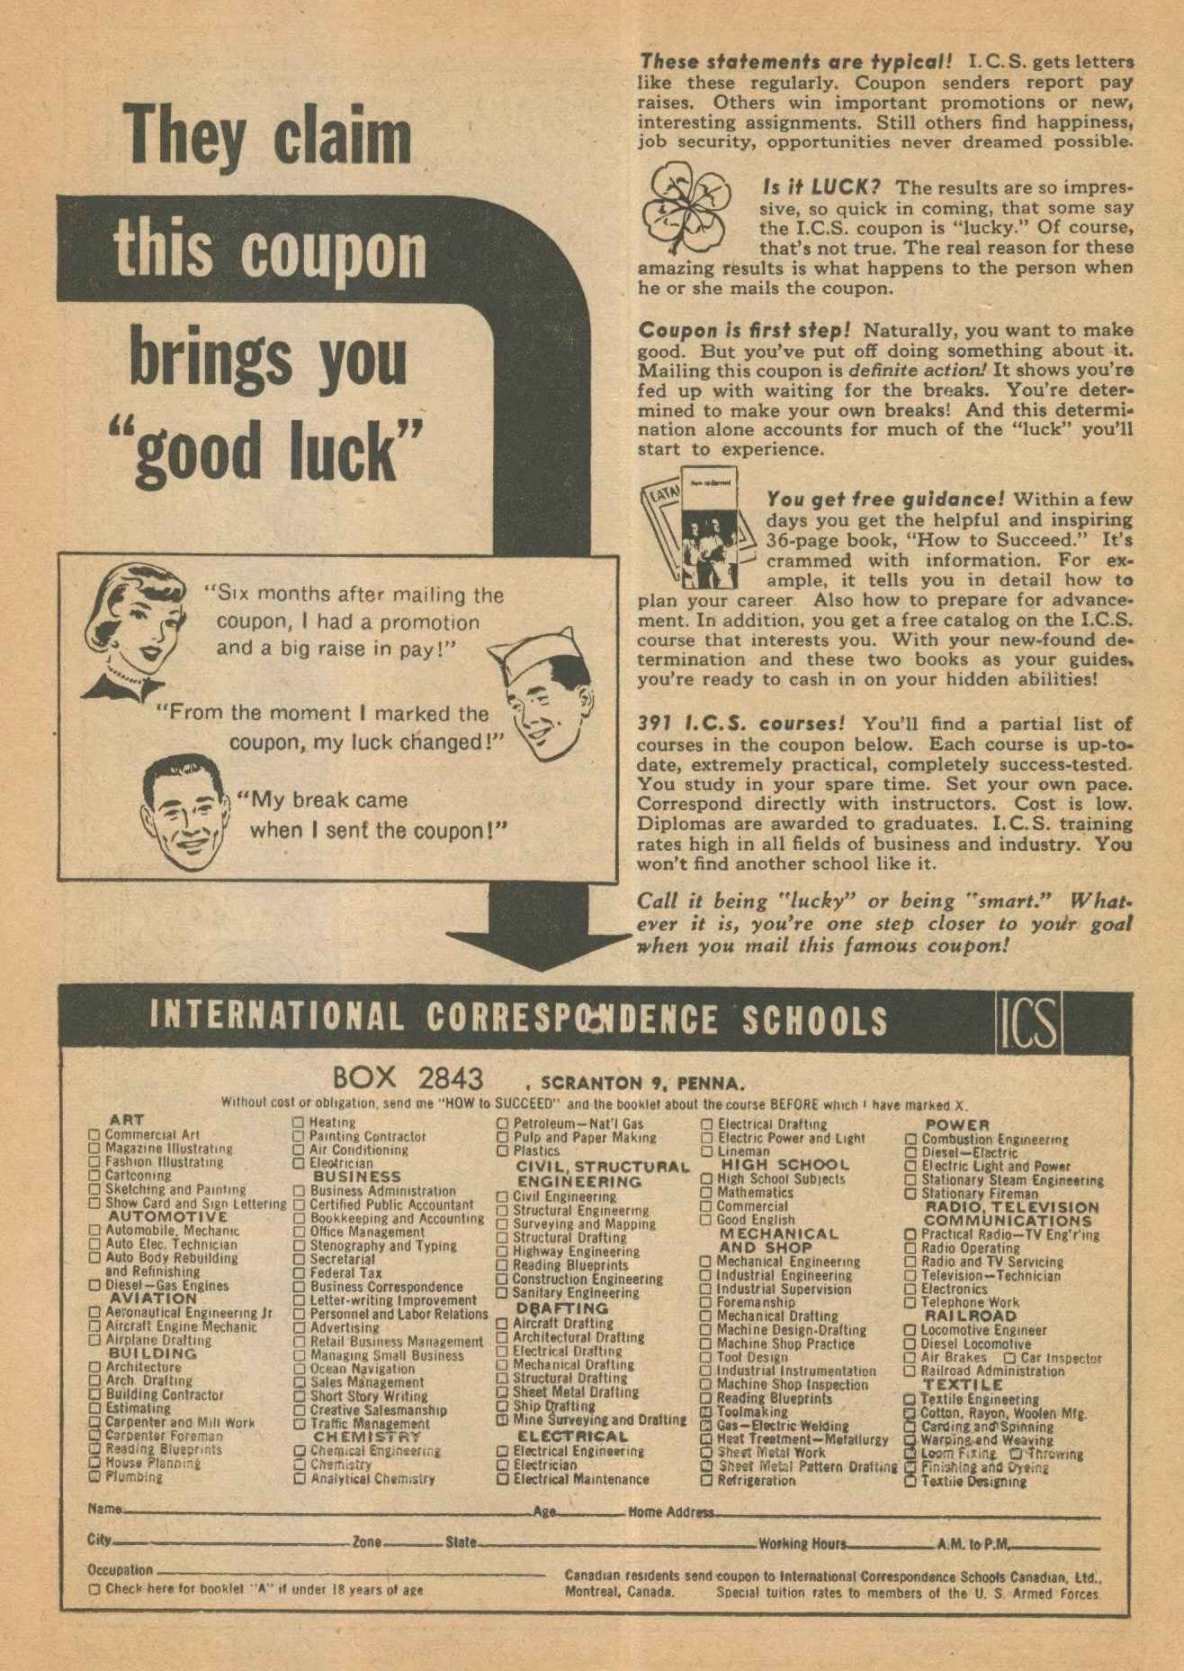 They claim
this coupon
brings you
“good luck”
“Six months after mailing the
coupon, I had a promotion
and a big raise in pay!”
“From the moment I marked the
coupon, my luck changed!”
“My break came
when I sent the coupon!”
These statements are typical! I.C.S. gets letters
like these regularly. Coupon senders report pay
raises. Others win important promotions or new,
interesting assignments. Still others find happiness,
job security, opportunities never dreamed possible.
Is it LUCK? The results are so impres-
sive, so quick in coming, that some say
the I.C.S. coupon is “lucky.” Of course,
that's not true. The real reason for these
amazing results is what happens to the person when
he or she mails the coupon.
Coupon is first step! Naturally, you want to make
good. But you've put off doing something about it.
Mailing this coupon is definite action! It shows you're
fed up with waiting for the breaks. You're deter-
mined to make your own breaks! And this determi-
nation alone accounts for much of the “luck” you'll
start to experience.
CATA
You get free guidance! Within a few
days you get the helpful and inspiring
36-page book, “How to Succeed.” It's
crammed with information. For ex-
ample, it tells you in detail how to
plan your career Also how to prepare for advance-
ment. In addition, you get a free catalog on the I.C.S.
course that interests you. With your new-found de-
termination and these two books as your guides,
you're ready to cash in on your hidden abilities!
391 I.C.S. courses! You'll find a partial list of
courses in the coupon below. Each course is up-to-
date, extremely practical, completely success-tested.
You study in your spare time. Set your own pace.
Correspond directly with instructors. Cost is low.
Diplomas are awarded to graduates. I.C.S. training
rates high in all fields of business and industry. You
won't find another school like it.
Call it being "lucky" or being "smart." What-
ever it is, you're one step closer to your goal
when you mail this famous coupon!
INTERNATIONAL CORRESPONDENCE SCHOOLS
ICS
BOX 2843 , SCRANTON 9, PENNA.
Without cost or obligation, send me "HOW to SUCCEED" and the booklet about the course BEFORE which I have marked X.
ART
Commercial Art
Magazine Illustrating
Fashion Illustrating
Cartooning
Sketching and Painting
Show Card and Sign Lettering
AUTOMOTIVE
Automobile, Mechanic
Auto Elec. Technician
Auto Body Rebuilding
and Refinishing
Diesel—Gas Engines
AVIATION
Aeronautical Engineering Jr
Aircraft Engine Mechanic
Airplane Drafting
BUILDING
Architecture
Arch. Drafting
Building Contractor
Estimating
Carpenter and Mill Work
Carpenter Foreman
Reading Blueprints
House Planning
Plumbing
Heating
Painting Contractor
Air Conditioning
Electrician
BUSINESS
Business Administration
Certified Public Accountant
Bookkeeping and Accounting
Office Management
Stenography and Typing
Secretarial
Federal Tax
Business Correspondence
Letter-writing Improvement
Personnel and Labor Relations
Advertising
Retail Business Management
Managing Small Business
Ocean Navigation
Sales Management
Short Story Writing
Creative Salesmanship
Traffic Management
CHEMISTRY
Chemical Engineering
Chemistry
Analytical Chemistry
Petroleum—Nat'l Gas
Pulp and Paper Making
Plastics
CIVIL, STRUCTURAL
ENGINEERING
Civil Engineering
Structural Engineering
Surveying and Mapping
Structural Drafting
Highway Engineering
Reading Blueprints
Construction Engineering
Sanitary Engineering
DRAFTING
Aircraft Drafting
Architectural Drafting
Electrical Drafting
Mechanical Drafting
Structural Drafting
Sheet Metal Drafting
Ship Drafting
Mine Surveying and Drafting
ELECTRICAL
Electrical Engineering
Electrician
Electrical Maintenance
Electrical Drafting
Electric Power and Light
Lineman
HIGH SCHOOL
High School Subjects
Mathematics
Commercial
Good English
MECHANICAL
AND SHOP
Mechanical Engineering
Industrial Engineering
Industrial Supervision
Foremanship
Mechanical Drafting
Machine Design-Drafting
Machine Shop Practice
Tool Design
Industrial Instrumentation
Machine Shop Inspection
Reading Blueprints
Toolmaking
Gas—Electric Welding
Heat Treatment—Metallurgy
Sheet Metal Work
Sheet Metal Pattern Drafting
Refrigeration
POWER
Combustion Engineering
Diesel—Electric
Electric Light and Power
Stationary Steam Engineering
Stationary Fireman
RADIO, TELEVISION
COMMUNICATIONS
Practical Radio—TV Eng'r'ing
Radio Operating
Radio and TV Servicing
Television—Technician
Electronics
Telephone Work
RAILROAD
Locomotive Engineer
Diesel Locomotive
Air Brakes Car Inspector
Railroad Administration
TEXTILE
Textile Engineering
Cotton, Rayon, Woolen Mfg.
Carding and Spinning
Warping and Weaving
Loom Fixing Throwing
Finishing and Dyeing
Textile Designing
Name Age Home Address
City Zone State Working Hours A.M. to P.M.
Occupation
Check here for booklet "A" if under 18 years of age
Canadian residents send coupon to International Correspondence Schools Canadian, Ltd.,
Montreal, Canada. Special tuition rates to members of the U. S. Armed Forces